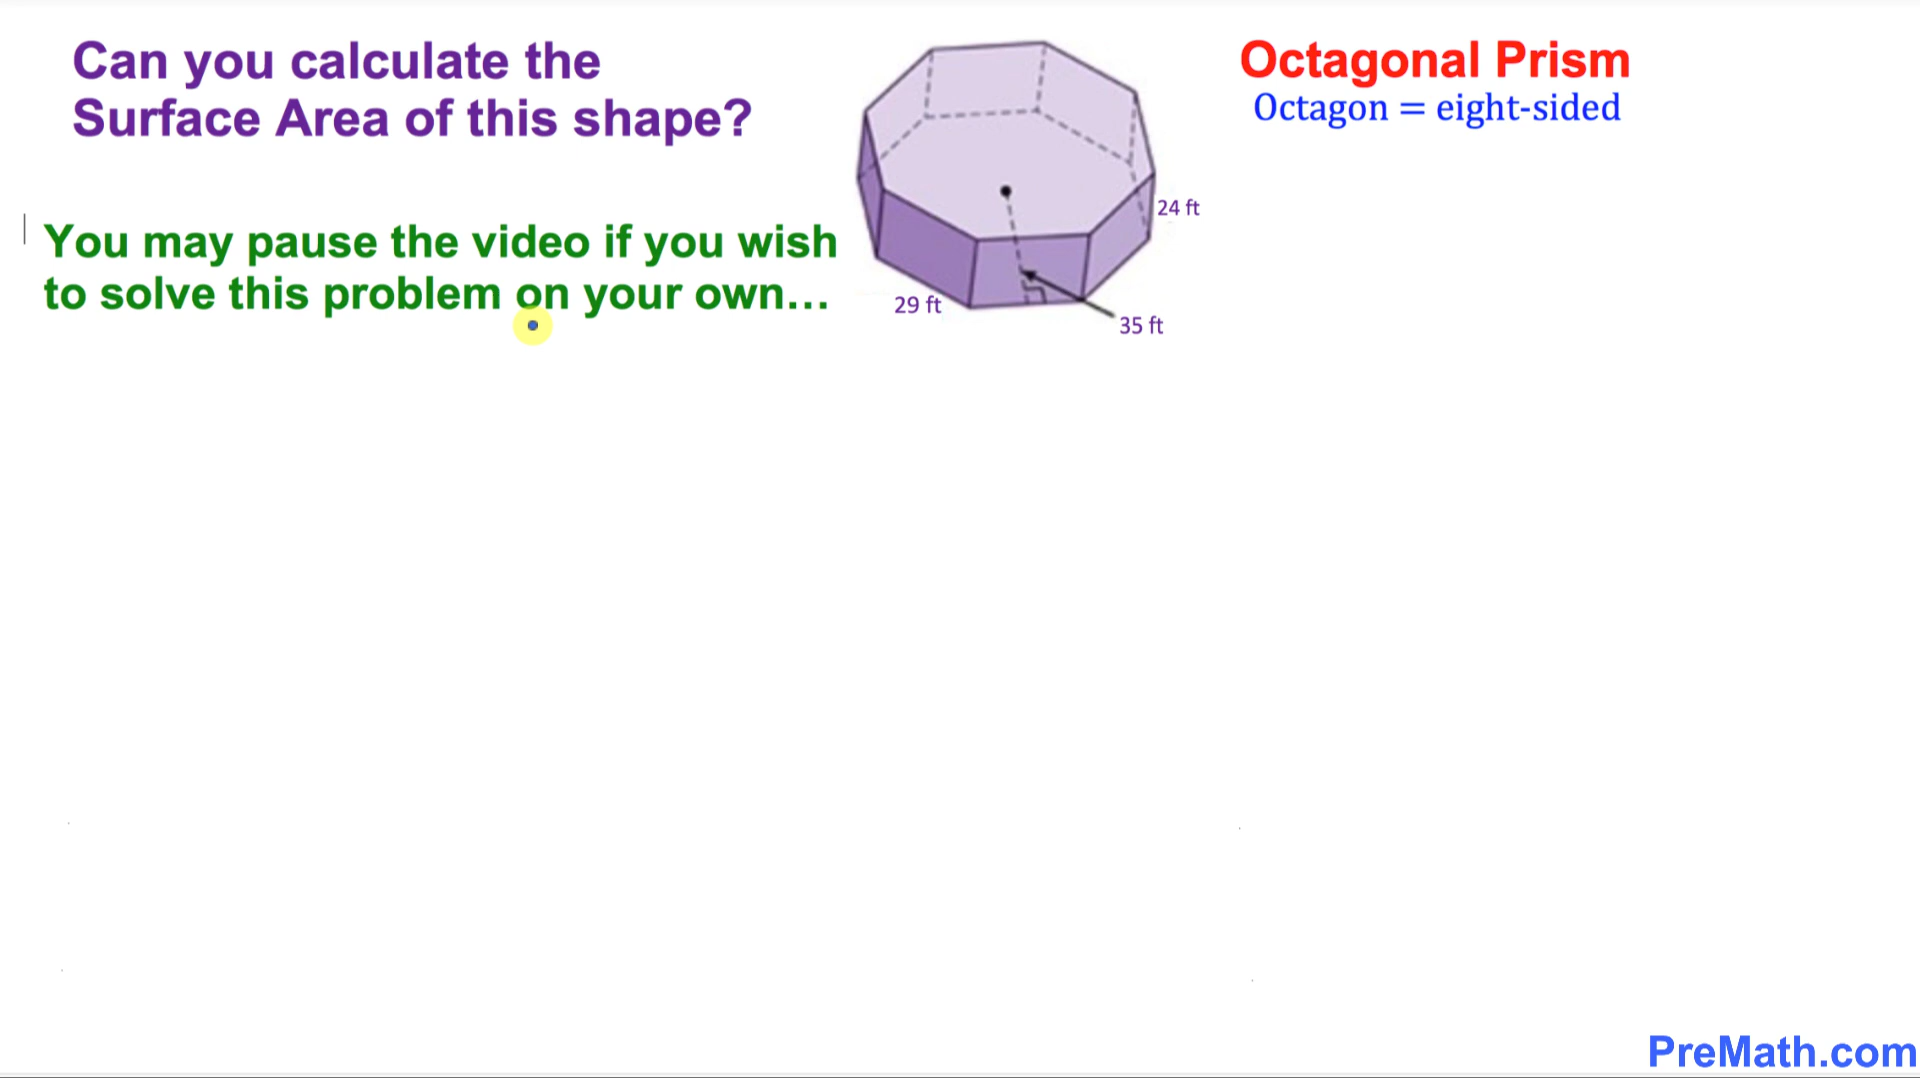 Can you calculate the
Surface Area of this shape?
Octagonal Prism
Octagon = eight-sided
You may pause the video if you wish
to solve this problem on your own...
24 ft
29 ft
35 ft
PreMath.com